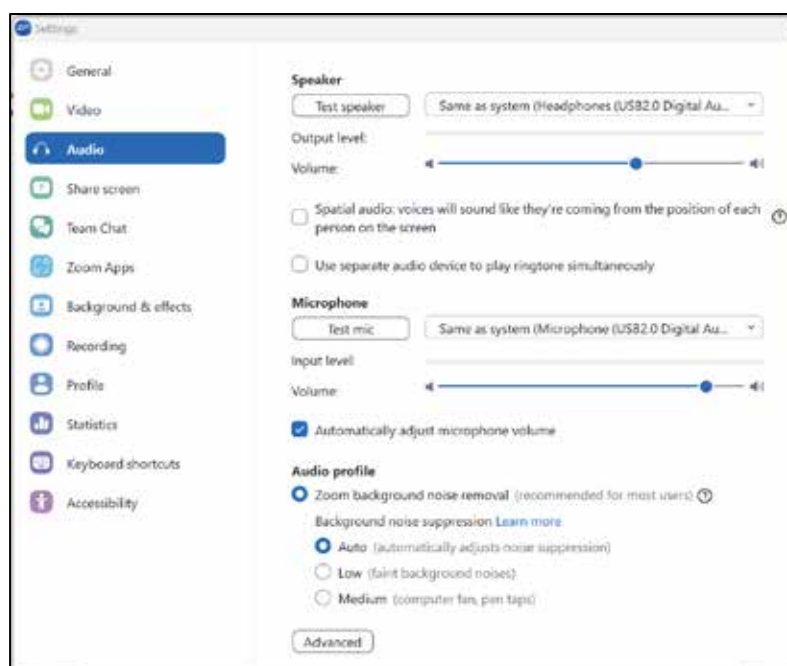 Settings
General
Video
Audio
Share screen
Team Chat
Zoom Apps
Background & effects
Recording
Profile
Statistics
Keyboard shortcuts
Accessibility
Speaker
Test speaker
Same as system (Headphones (USB2.0 Digital Au...
Output level:
Volume:
Spatial audio: voices will sound like they're coming from the position of each
person on the screen
Use separate audio device to play ringtone simultaneously
Microphone
Test mic
Same as system (Microphone (USB2.0 Digital Au...
Input level
Volume:
Automatically adjust microphone volume
Audio profile
Zoom background noise removal (recommended for most users)
Background noise suppression Learn more
Auto (automatically adjusts noise suppression)
Low (faint background noises)
Medium (computer fan, pen taps)
Advanced